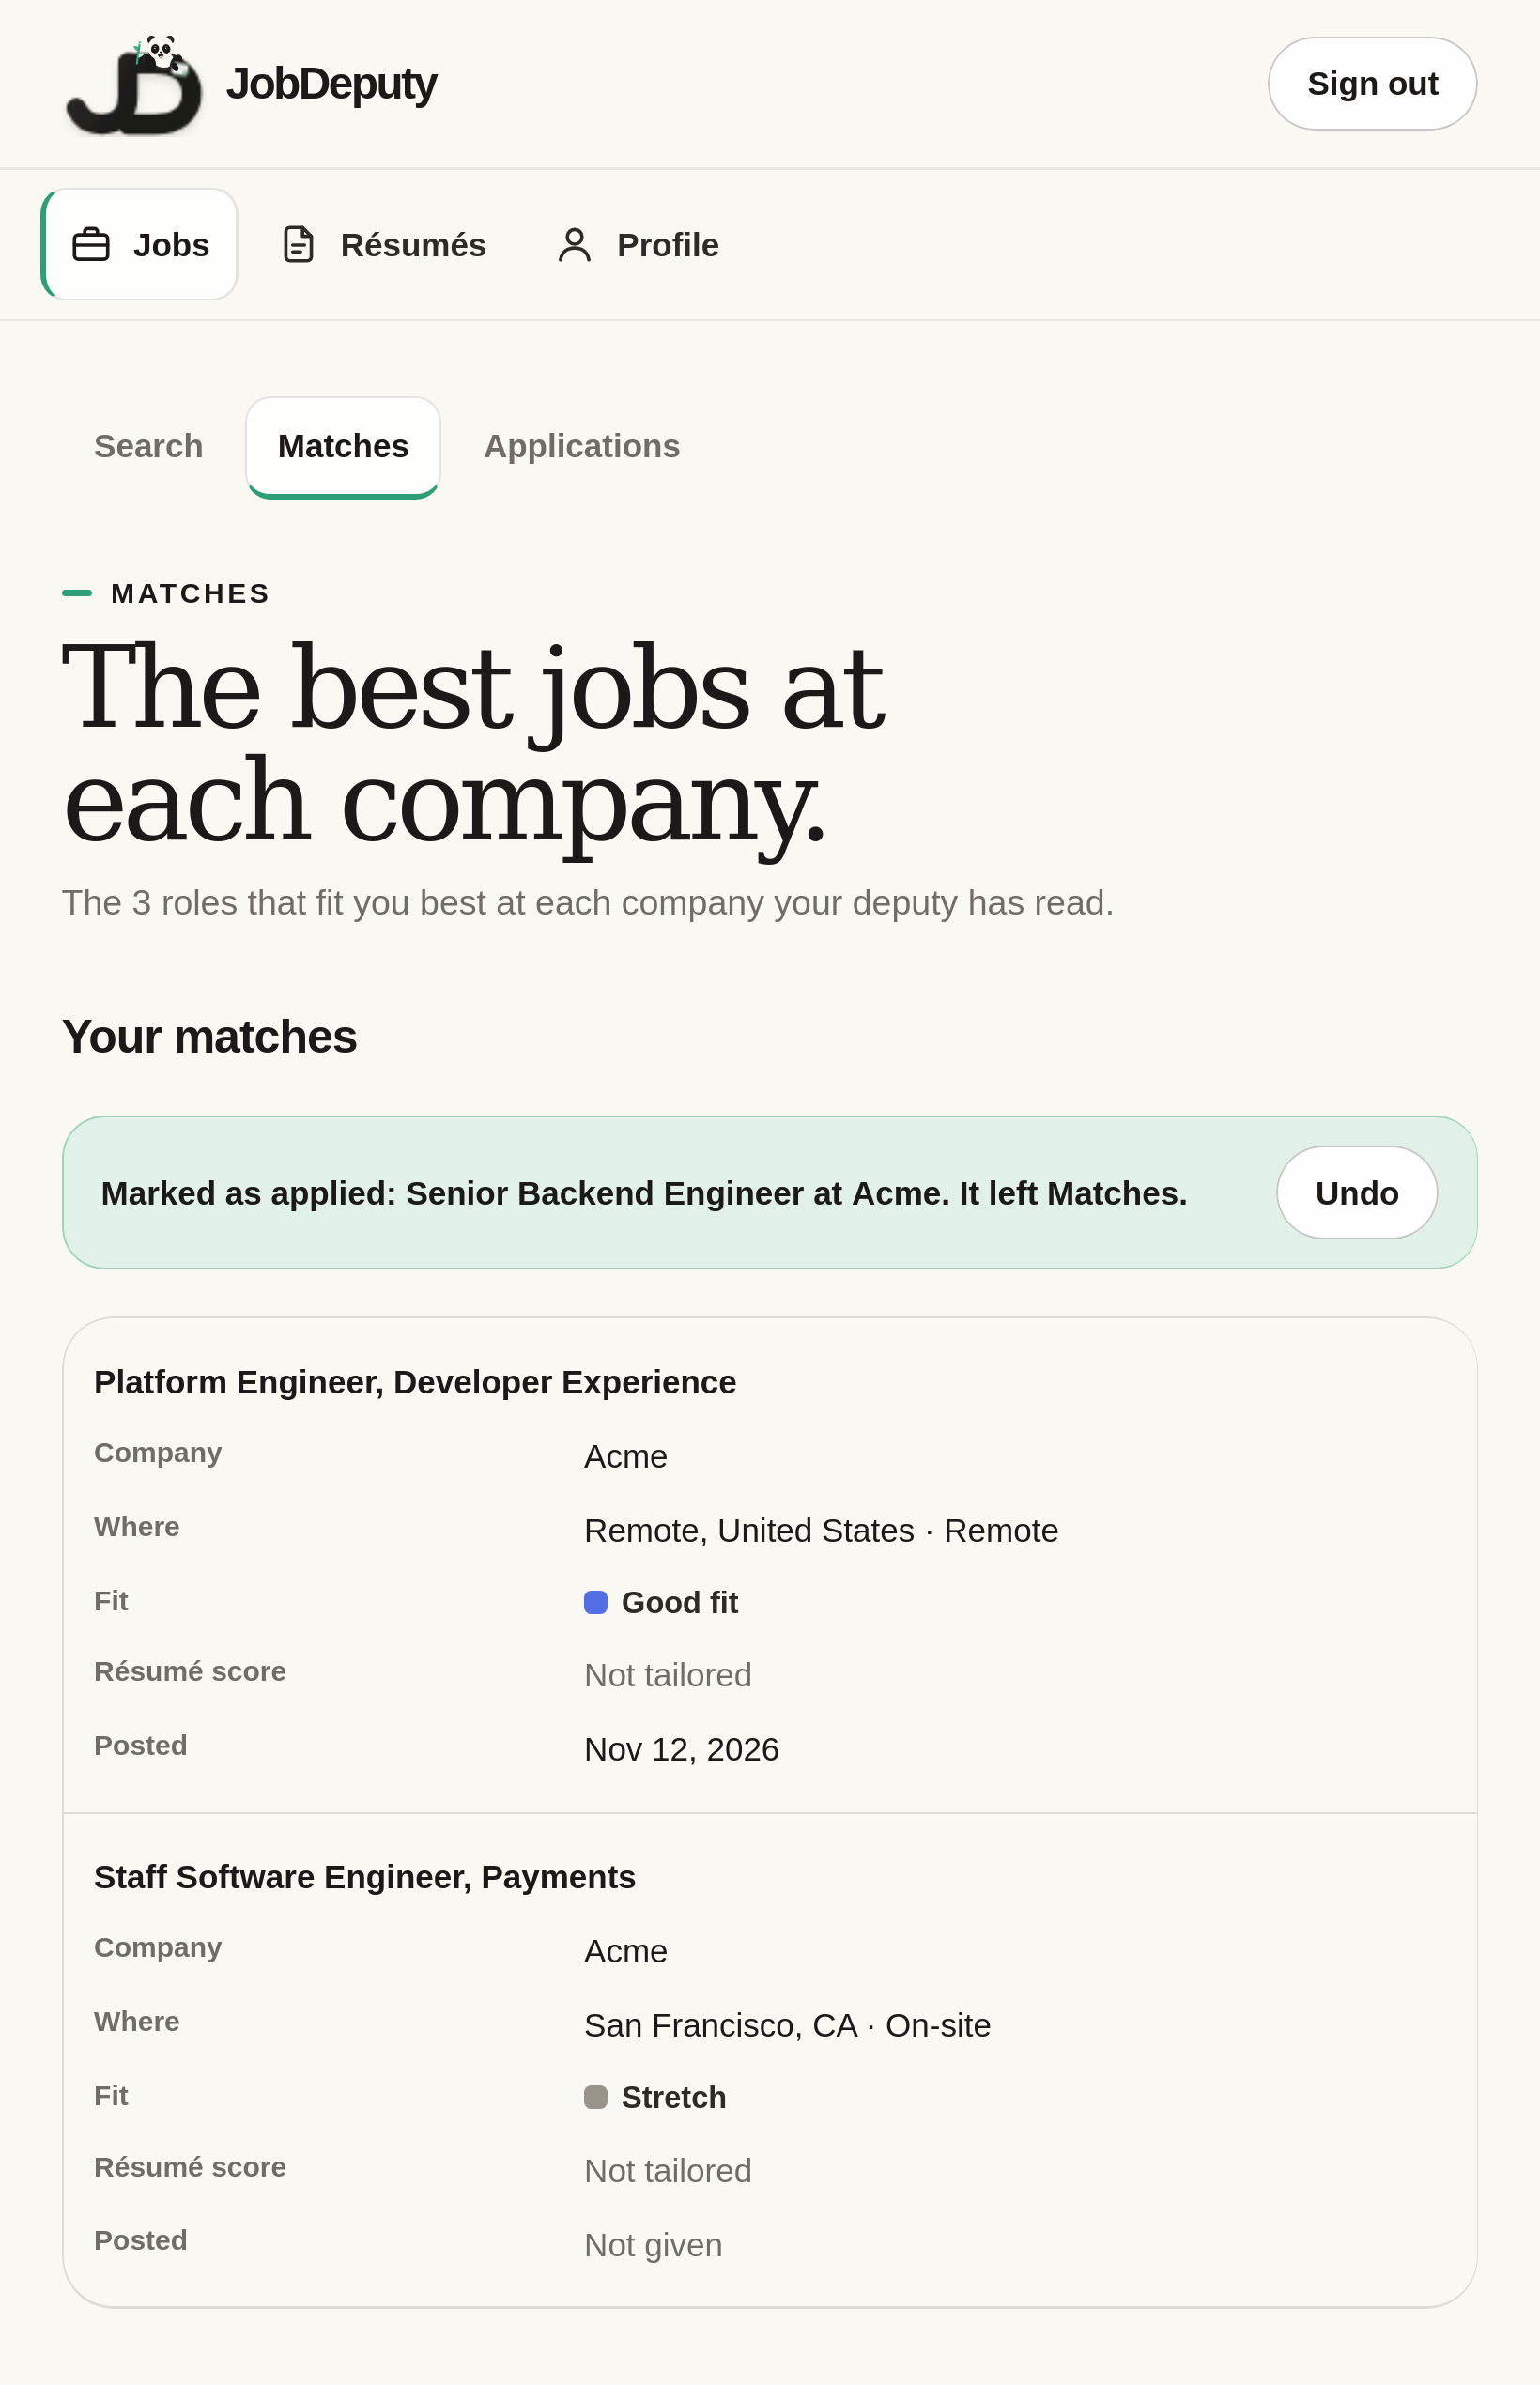 JobDeputy
Sign out
Jobs
Résumés
Profile
Search
Matches
Applications
MATCHES
The best jobs at
each company.
The 3 roles that fit you best at each company your deputy has read.
Your matches
Marked as applied: Senior Backend Engineer at Acme. It left Matches.
Undo
Platform Engineer, Developer Experience
Company
Acme
Where
Remote, United States · Remote
Fit
Good fit
Résumé score
Not tailored
Posted
Nov 12, 2026
Staff Software Engineer, Payments
Company
Acme
Where
San Francisco, CA · On-site
Fit
Stretch
Résumé score
Not tailored
Posted
Not given